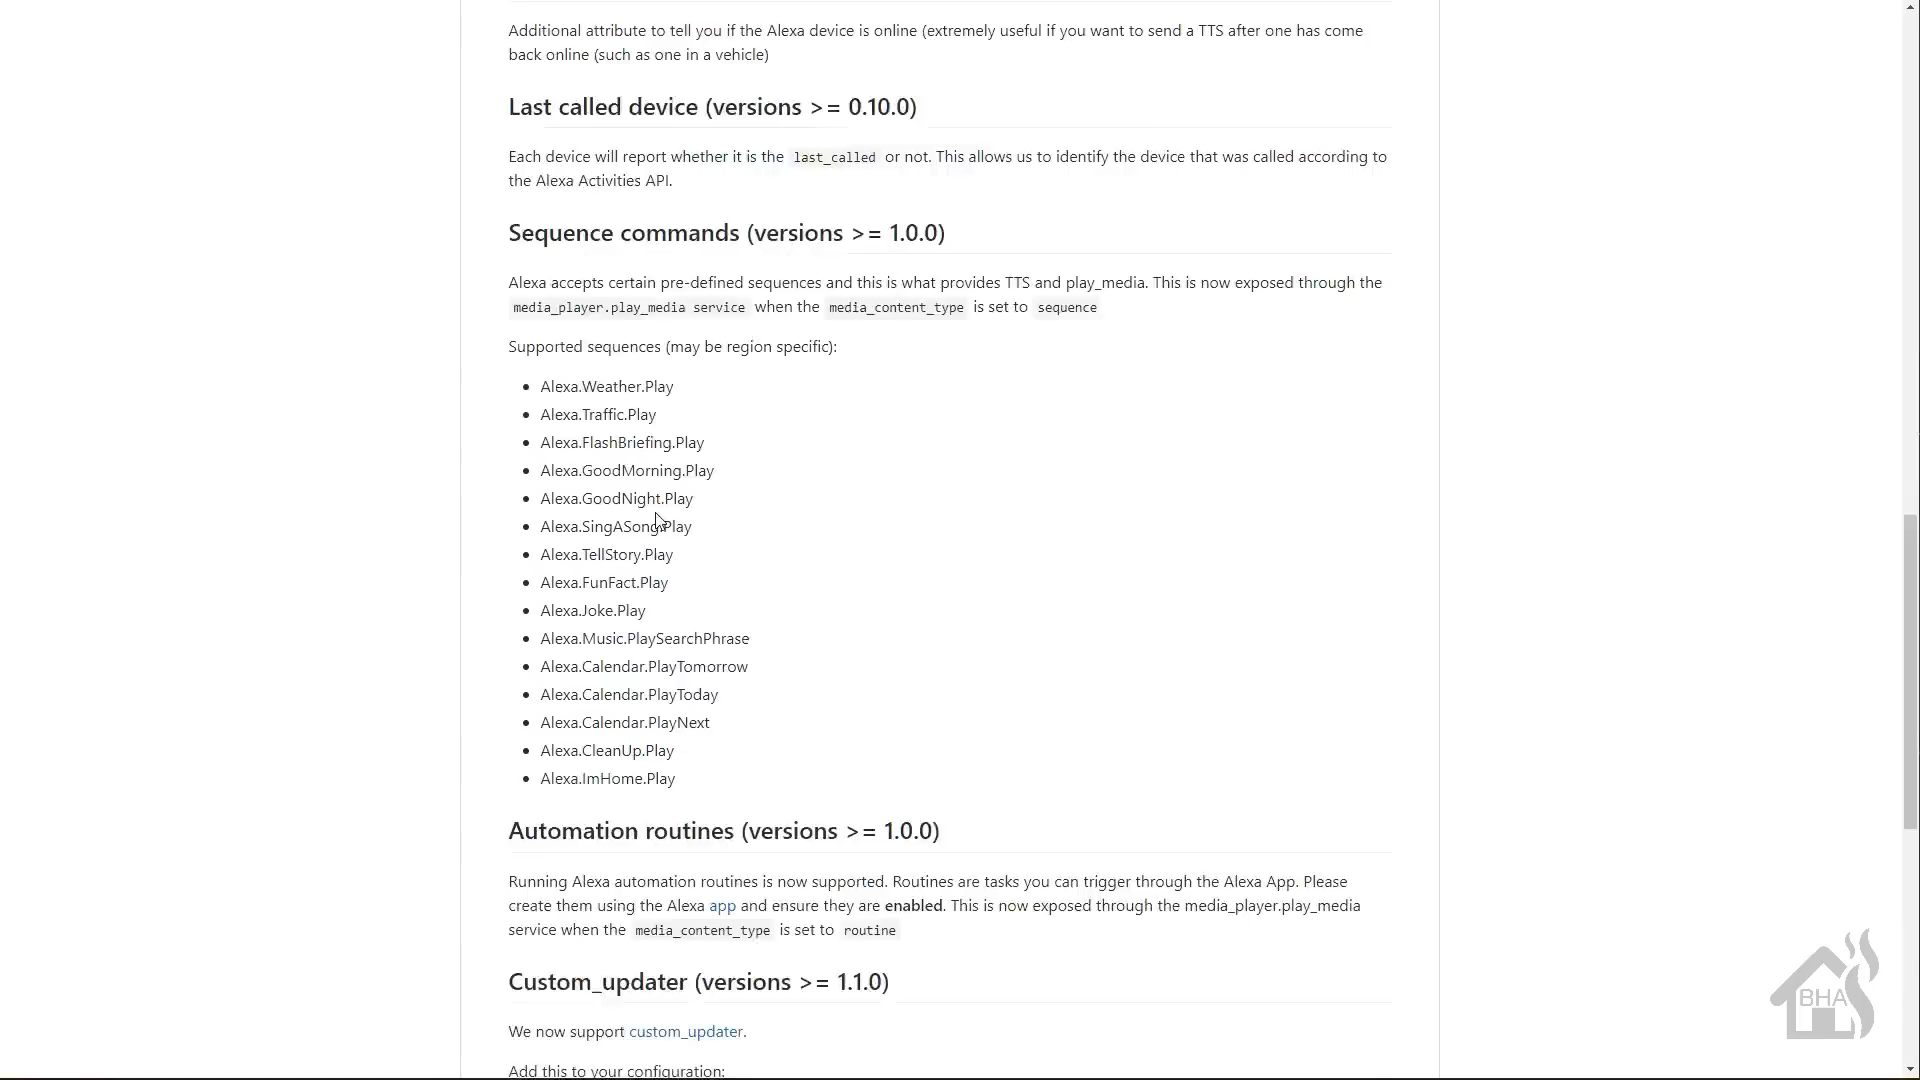 Additional attribute to tell you if the Alexa device is online (extremely useful if you want to send a TTS after one has come
back online (such as one in a vehicle)
Last called device (versions >= 0.10.0)
Each device will report whether it is the last_called or not. This allows us to identify the device that was called according to
the Alexa Activities API.
Sequence commands (versions >= 1.0.0)
Alexa accepts certain pre-defined sequences and this is what provides TTS and play_media. This is now exposed through the
media_player.play_media service when the media_content_type is set to sequence
Supported sequences (may be region specific):
• Alexa.Weather.Play
• Alexa.Traffic.Play
• Alexa.FlashBriefing.Play
• Alexa.GoodMorning.Play
• Alexa.GoodNight.Play
• Alexa.SingASong.Play
• Alexa.TellStory.Play
• Alexa.FunFact.Play
• Alexa.Joke.Play
• Alexa.Music.PlaySearchPhrase
• Alexa.Calendar.PlayTomorrow
• Alexa.Calendar.PlayToday
• Alexa.Calendar.PlayNext
• Alexa.CleanUp.Play
• Alexa.ImHome.Play
Automation routines (versions >= 1.0.0)
Running Alexa automation routines is now supported. Routines are tasks you can trigger through the Alexa App. Please
create them using the Alexa app and ensure they are enabled. This is now exposed through the media_player.play_media
service when the media_content_type is set to routine
Custom_updater (versions >= 1.1.0)
We now support custom_updater.
Add this to your configuration:
BHA